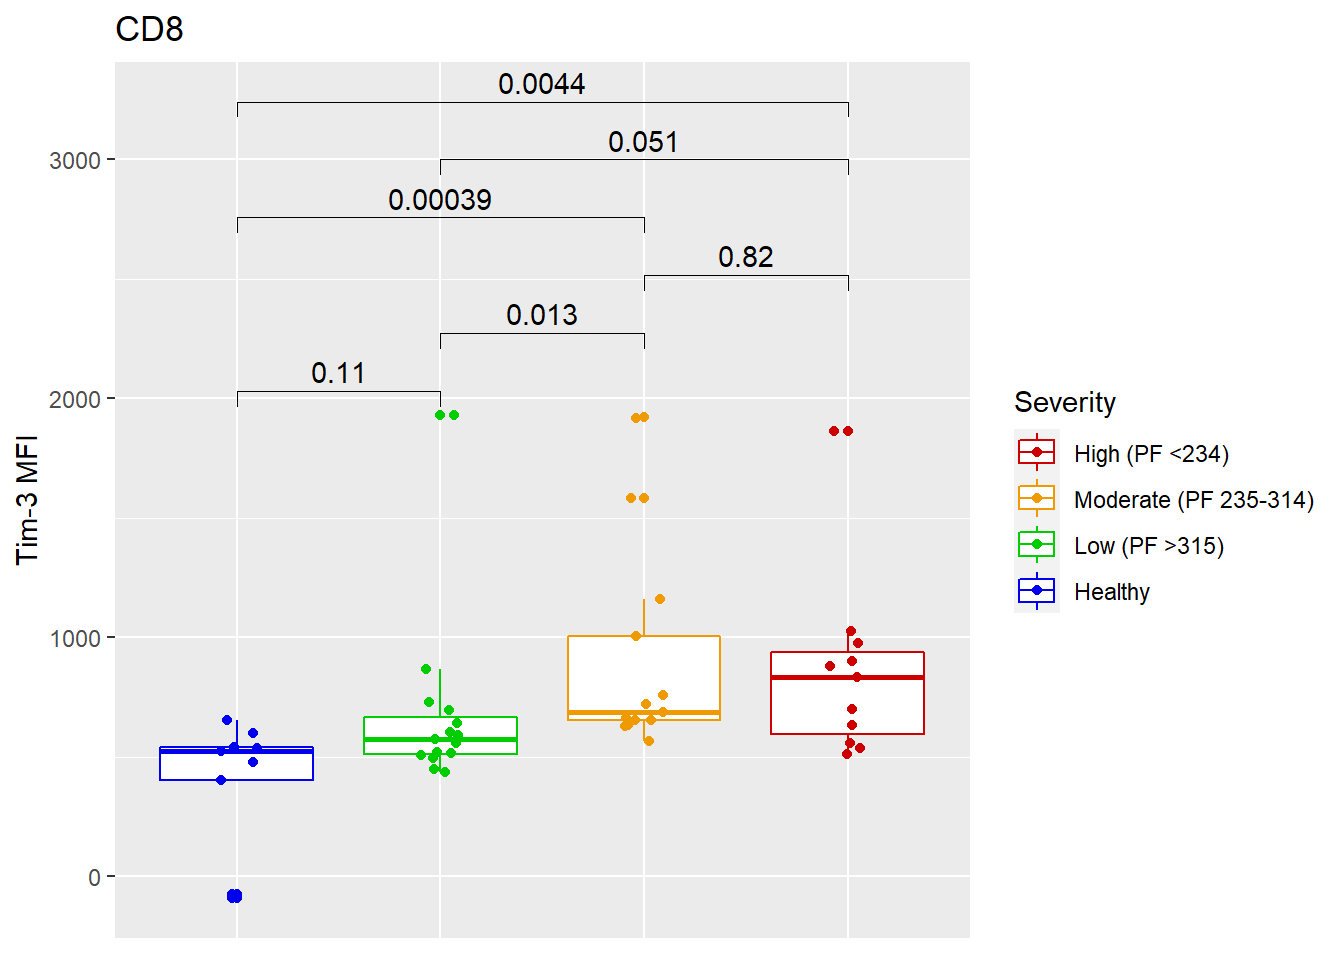 CD8
0.0044
0.051
3000
0.00039
0.82
0.013
0.11
2000
Tim-3 MFI
1000
0
Severity
High (PF <234)
Moderate (PF 235-314)
Low (PF >315)
Healthy